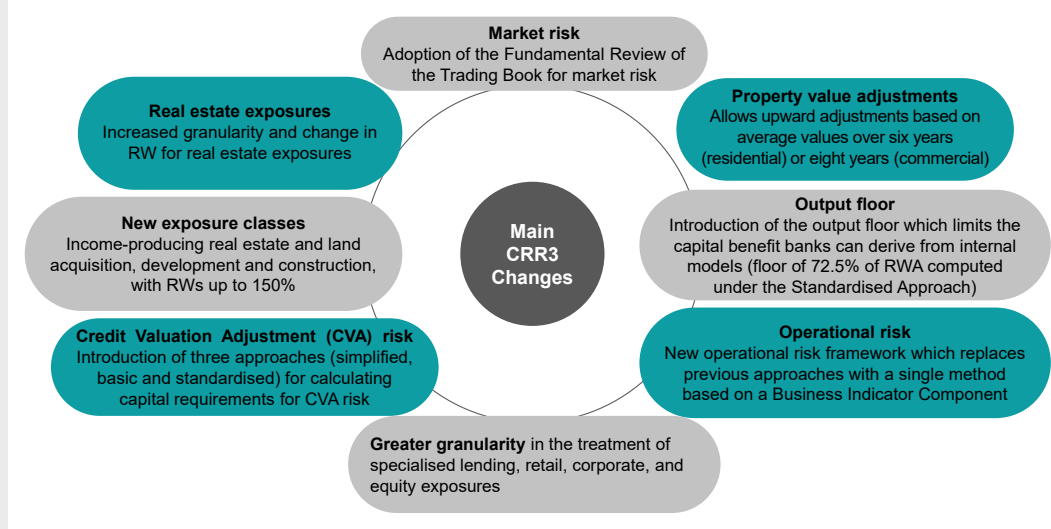 Market risk
Adoption of the Fundamental Review of
the Trading Book for market risk
Property value adjustments
Allows upward adjustments based on
average values over six years
(residential) or eight years (commercial)
Output floor
Introduction of the output floor which limits the
capital benefit banks can derive from internal
models (floor of 72.5% of RWA computed
under the Standardised Approach)
Operational risk
New operational risk framework which replaces
previous approaches with a single method
based on a Business Indicator Component
Greater granularity in the treatment of
specialised lending, retail, corporate, and
equity exposures
Credit Valuation Adjustment (CVA) risk
Introduction of three approaches (simplified,
basic and standardised) for calculating
capital requirements for CVA risk
New exposure classes
Income-producing real estate and land
acquisition, development and construction,
with RWs up to 150%
Real estate exposures
Increased granularity and change in
RW for real estate exposures
Main
CRR3
Changes